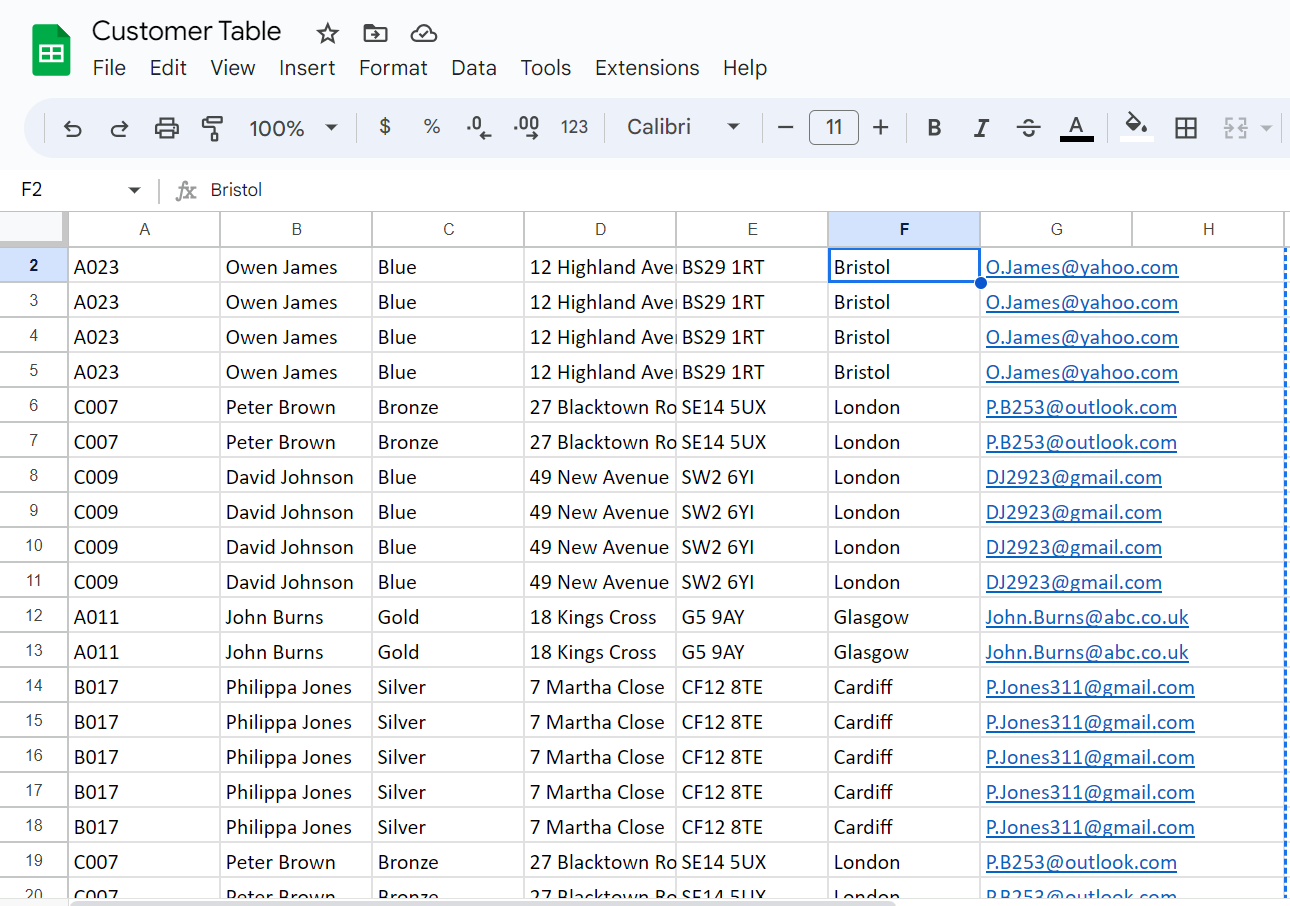 Customer Table
File Edit View Insert Format Data Tools Extensions Help
100% $ % .0 .00 123 Calibri 11 B I S A
F2 fx Bristol
A B C D E F G H
2 A023 Owen James Blue 12 Highland Ave BS29 1RT Bristol O.James@yahoo.com
3 A023 Owen James Blue 12 Highland Ave BS29 1RT Bristol O.James@yahoo.com
4 A023 Owen James Blue 12 Highland Ave BS29 1RT Bristol O.James@yahoo.com
5 A023 Owen James Blue 12 Highland Ave BS29 1RT Bristol O.James@yahoo.com
6 C007 Peter Brown Bronze 27 Blacktown Ro SE14 5UX London P.B253@outlook.com
7 C007 Peter Brown Bronze 27 Blacktown Ro SE14 5UX London P.B253@outlook.com
8 C009 David Johnson Blue 49 New Avenue SW2 6YI London DJ2923@gmail.com
9 C009 David Johnson Blue 49 New Avenue SW2 6YI London DJ2923@gmail.com
10 C009 David Johnson Blue 49 New Avenue SW2 6YI London DJ2923@gmail.com
11 C009 David Johnson Blue 49 New Avenue SW2 6YI London DJ2923@gmail.com
12 A011 John Burns Gold 18 Kings Cross G5 9AY Glasgow John.Burns@abc.co.uk
13 A011 John Burns Gold 18 Kings Cross G5 9AY Glasgow John.Burns@abc.co.uk
14 B017 Philippa Jones Silver 7 Martha Close CF12 8TE Cardiff P.Jones311@gmail.com
15 B017 Philippa Jones Silver 7 Martha Close CF12 8TE Cardiff P.Jones311@gmail.com
16 B017 Philippa Jones Silver 7 Martha Close CF12 8TE Cardiff P.Jones311@gmail.com
17 B017 Philippa Jones Silver 7 Martha Close CF12 8TE Cardiff P.Jones311@gmail.com
18 B017 Philippa Jones Silver 7 Martha Close CF12 8TE Cardiff P.Jones311@gmail.com
19 C007 Peter Brown Bronze 27 Blacktown Ro SE14 5UX London P.B253@outlook.com
20 C007 Peter Brown Bronze 27 Blacktown Ro SE14 5UX London P.B253@outlook.com